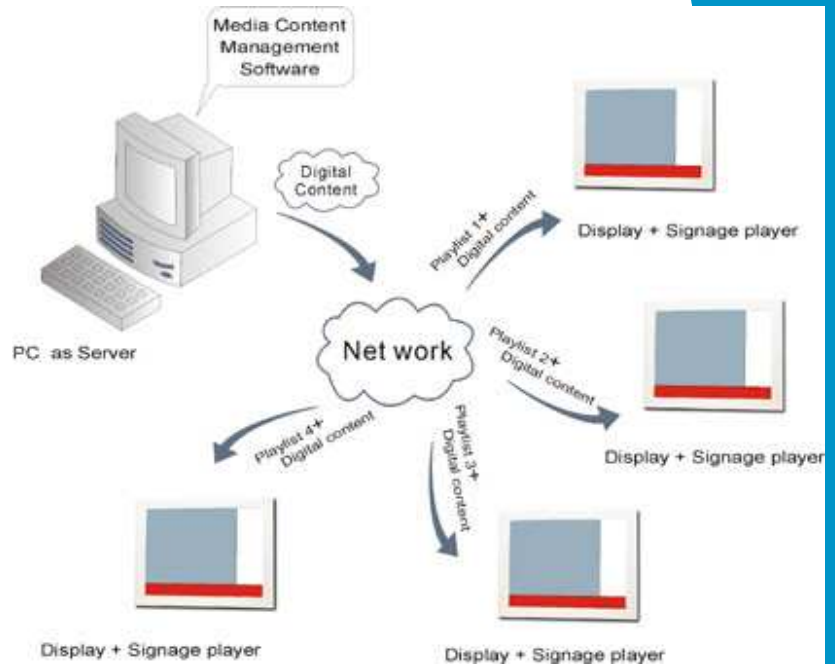 Media Content
Management
Software
Digital
Content
Playlist 1+
Digital content
Display + Signage player
PC as Server
Net work
Playlist 2+
Digital content
Display + Signage player
Playlist 4+
Digital content
Playlist 3+
Digital content
Display + Signage player
Display + Signage player